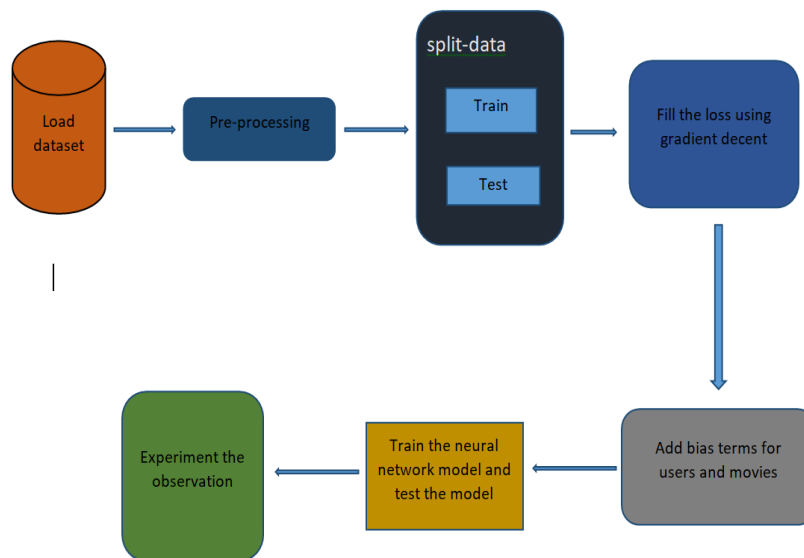 Load
dataset
Pre-processing
split-data
Train
Test
Fill the loss using
gradient decent
Add bias terms for
users and movies
Train the neural
network model and
test the model
Experiment the
observation